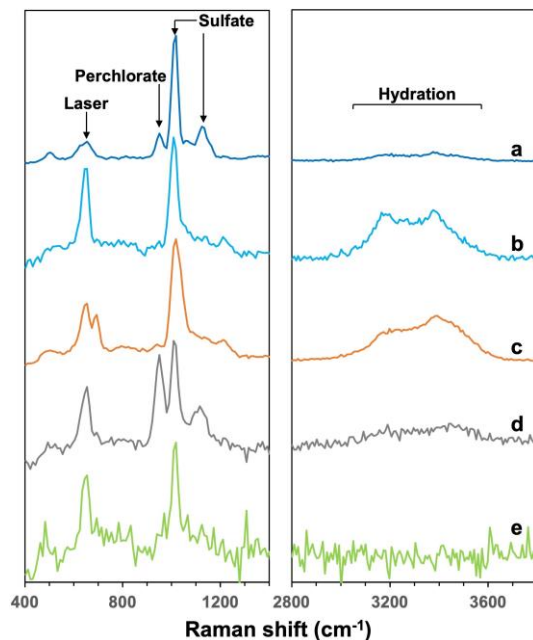 Sulfate
Perchlorate
Laser
Hydration
a
b
c
d
e
400 800 1200 2800 3200 3600
Raman shift (cm⁻¹)